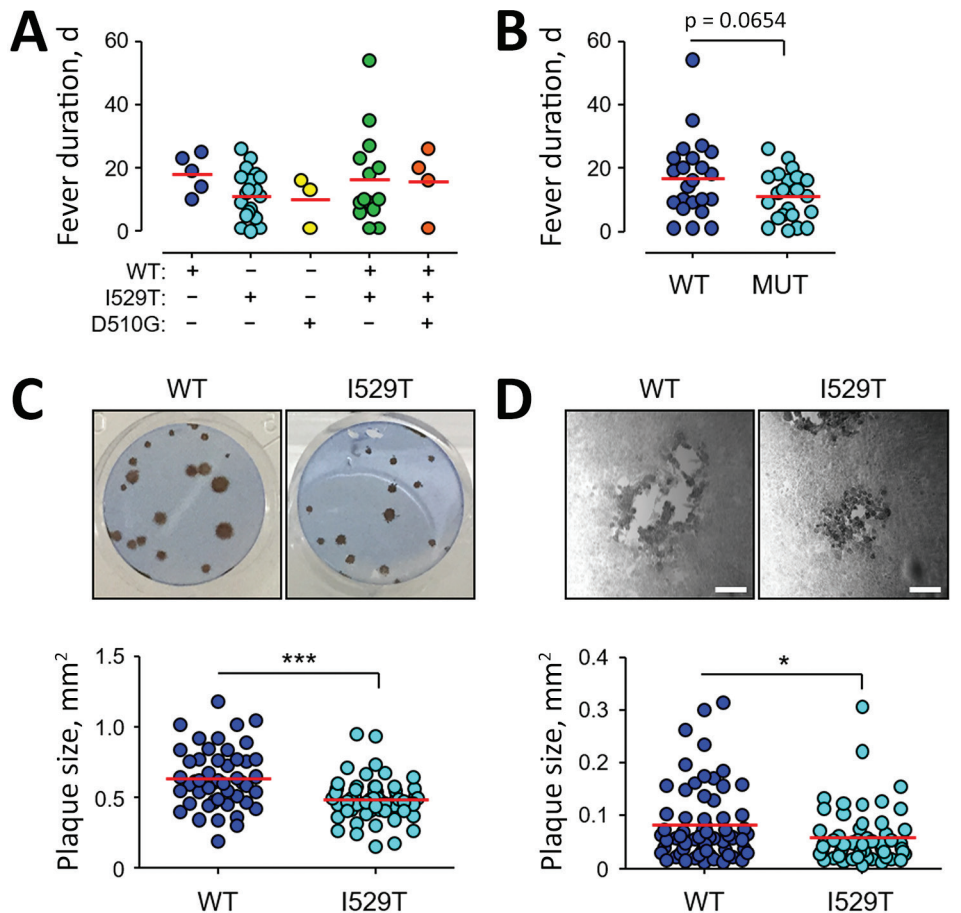 A
Fever duration, d
60
40
20
0
WT: + – – + +
I529T: – + – + +
D510G: – – + – +
B
Fever duration, d
p = 0.0654
60
40
20
0
WT MUT
C
WT I529T
Plaque size, mm²
1.5
1.0
0.5
0
***
WT I529T
D
WT I529T
Plaque size, mm²
0.4
0.3
0.2
0.1
0
*
WT I529T